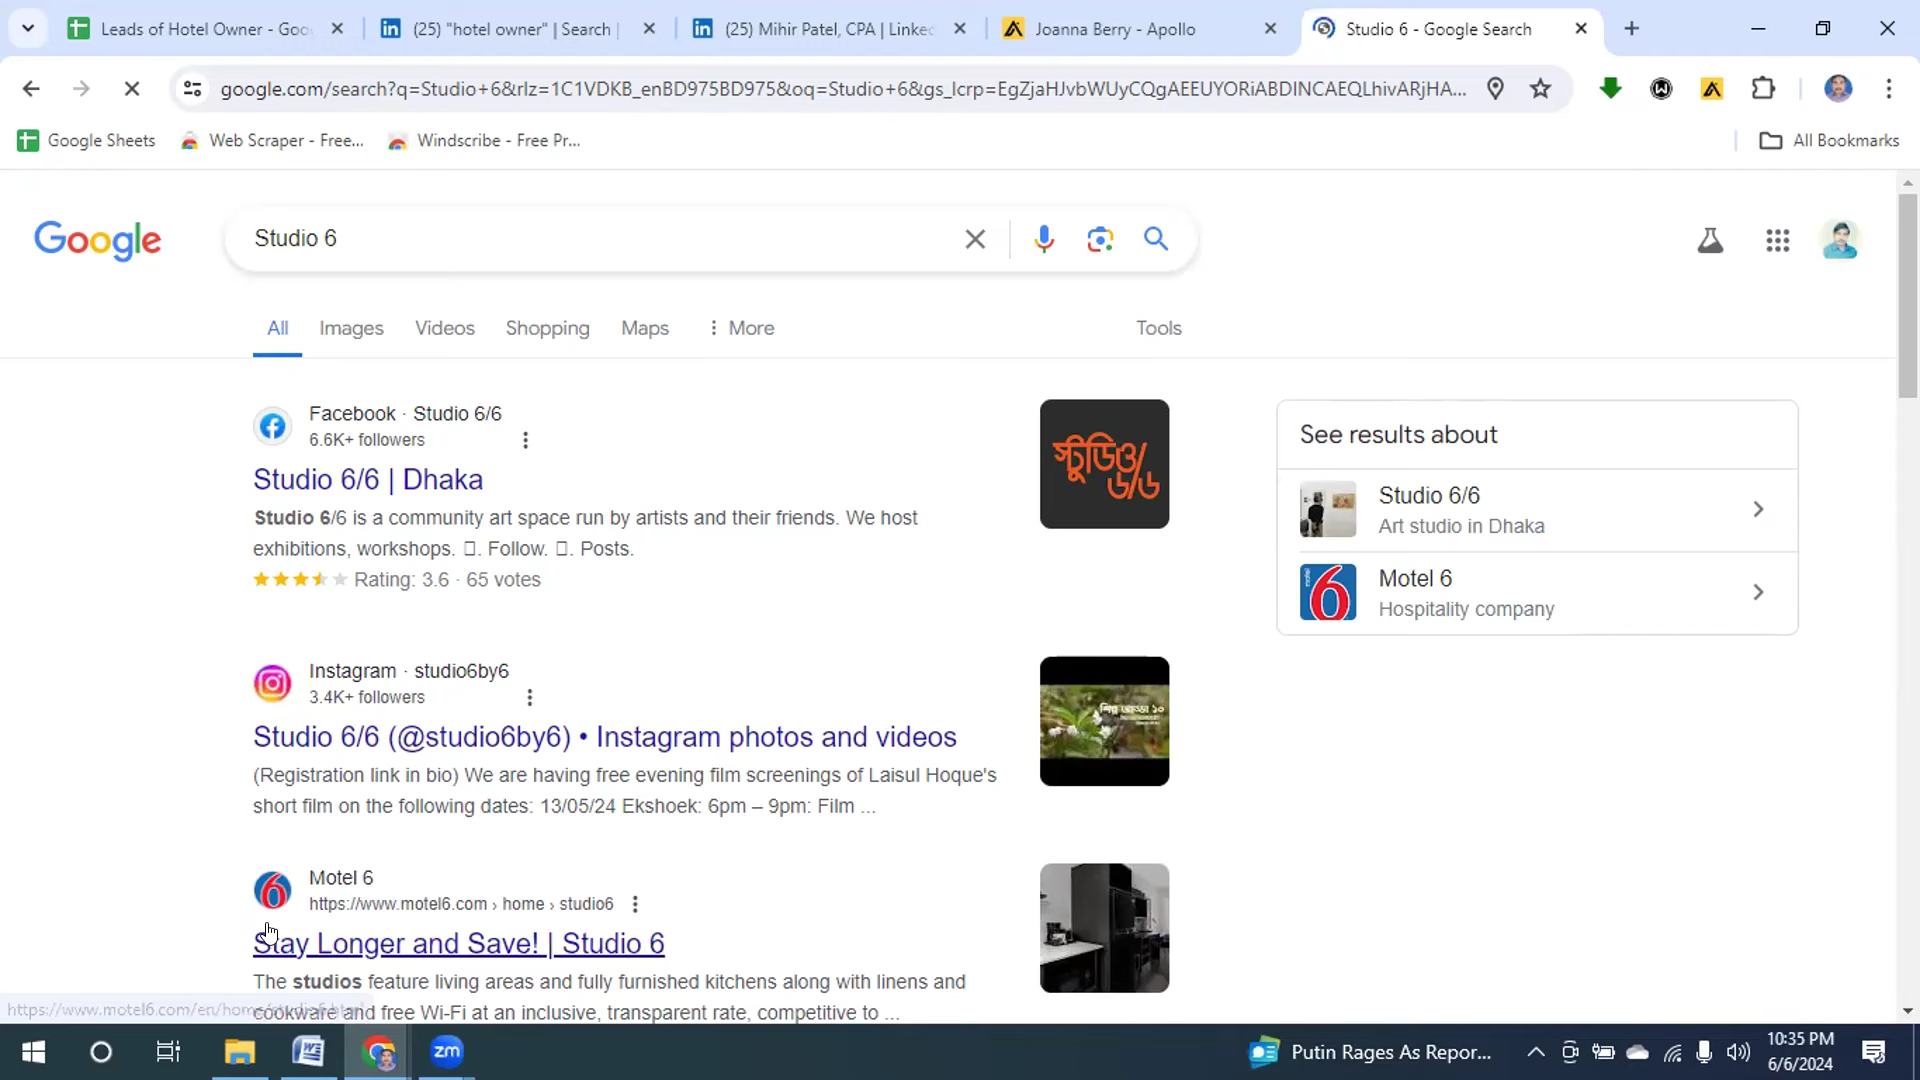 Leads of Hotel Owner - Goo
(25) "hotel owner" | Search |
(25) Mihir Patel, CPA | Linked
Joanna Berry - Apollo
Studio 6 - Google Search
google.com/search?q=Studio+6&rlz=1C1VDKB_enBD975BD975&oq=Studio+6&gs_lcrp=EgZjaHJvbWUyCQgAEEUYORiABDINCAEQLhivARjHA...
Google Sheets
Web Scraper - Free...
Windscribe - Free Pr...
All Bookmarks
Google
Studio 6
All
Images
Videos
Shopping
Maps
More
Tools
Facebook · Studio 6/6
6.6K+ followers
Studio 6/6 | Dhaka
Studio 6/6 is a community art space run by artists and their friends. We host
exhibitions, workshops. . Follow. . Posts.
Rating: 3.6 · 65 votes
স্টুডিও
৬/৬
See results about
Studio 6/6
Art studio in Dhaka
motel
6
Motel 6
Hospitality company
Instagram · studio6by6
3.4K+ followers
Studio 6/6 (@studio6by6) • Instagram photos and videos
(Registration link in bio) We are having free evening film screenings of Laisul Hoque's
short film on the following dates: 13/05/24 Ekshoek: 6pm – 9pm: Film ...
শিল্প আড্ডা ১০
6
Motel 6
https://www.motel6.com › home › studio6
Stay Longer and Save! | Studio 6
The studios feature living areas and fully furnished kitchens along with linens and
cookware and free Wi-Fi at an inclusive, transparent rate, competitive to ...
zm
Putin Rages As Repor...
10:35 PM
6/6/2024